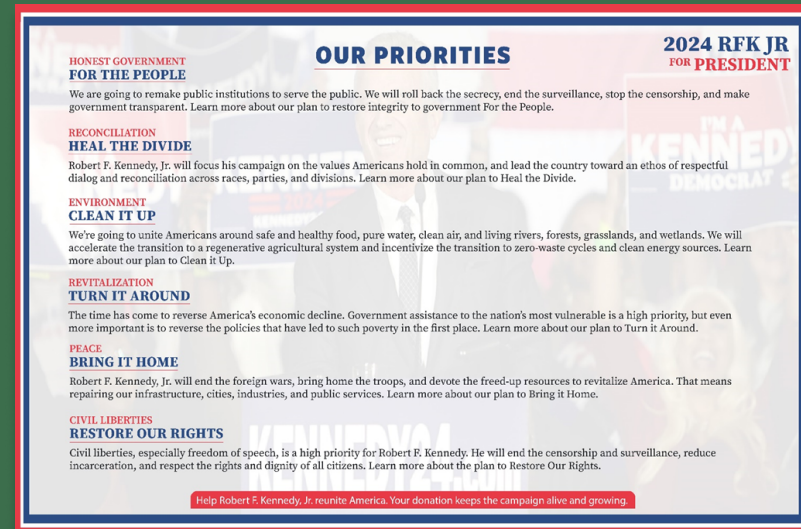 OUR PRIORITIES
2024 RFK JR
FOR PRESIDENT
HONEST GOVERNMENT
FOR THE PEOPLE
We are going to remake public institutions to serve the public. We will roll back the secrecy, end the surveillance, stop the censorship, and make
government transparent. Learn more about our plan to restore integrity to government For the People.
RECONCILIATION
HEAL THE DIVIDE
Robert F. Kennedy, Jr. will focus his campaign on the values Americans hold in common, and lead the country toward an ethos of respectful
dialog and reconciliation across races, parties, and divisions. Learn more about our plan to Heal the Divide.
ENVIRONMENT
CLEAN IT UP
We're going to unite Americans around safe and healthy food, pure water, clean air, and living rivers, forests, grasslands, and wetlands. We will
accelerate the transition to a regenerative agricultural system and incentivize the transition to zero-waste cycles and clean energy sources. Learn
more about our plan to Clean it Up.
REVITALIZATION
TURN IT AROUND
The time has come to reverse America's economic decline. Government assistance to the nation's most vulnerable is a high priority, but even
more important is to reverse the policies that have led to such poverty in the first place. Learn more about our plan to Turn it Around.
PEACE
BRING IT HOME
Robert F. Kennedy, Jr. will end the foreign wars, bring home the troops, and devote the freed-up resources to revitalize America. That means
repairing our infrastructure, cities, industries, and public services. Learn more about our plan to Bring it Home.
CIVIL LIBERTIES
RESTORE OUR RIGHTS
Civil liberties, especially freedom of speech, is a high priority for Robert F. Kennedy. He will end the censorship and surveillance, reduce
incarceration, and respect the rights and dignity of all citizens. Learn more about the plan to Restore Our Rights.
Help Robert F. Kennedy, Jr. reunite America. Your donation keeps the campaign alive and growing.
I'M A
KENNEDY
DEMOCRAT
KENNEDY24.com